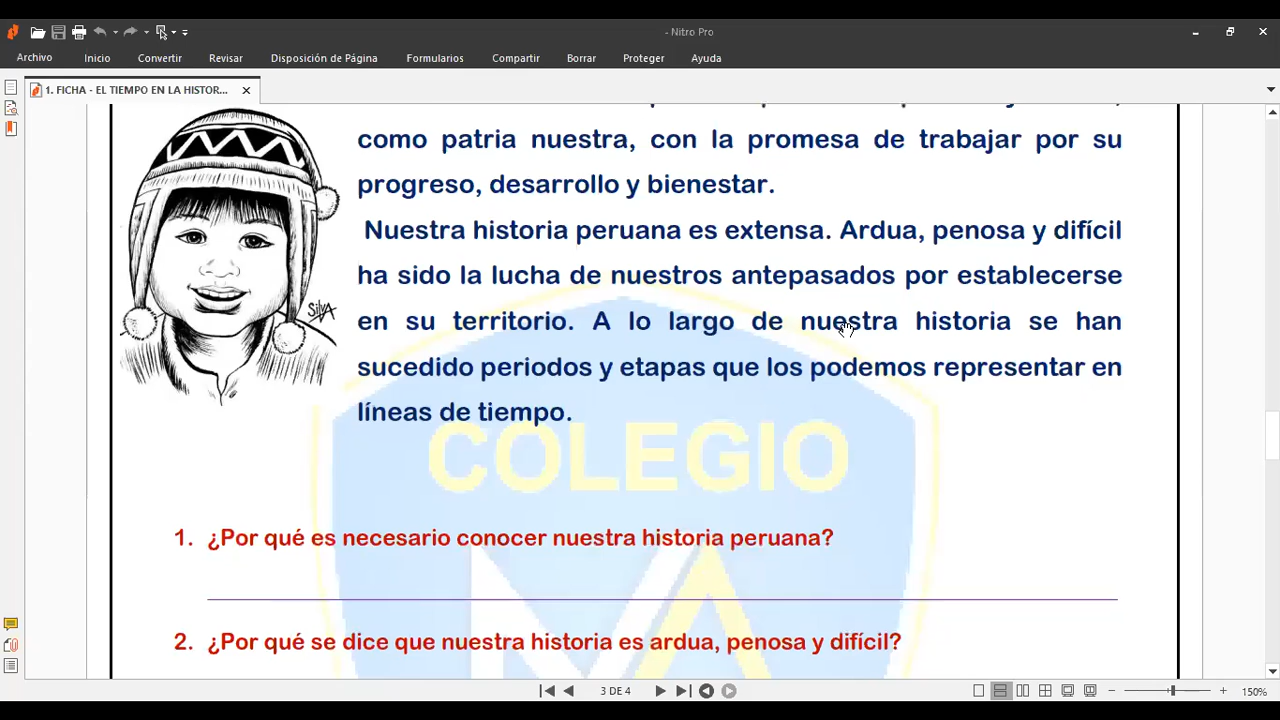 - Nitro Pro
Archivo Inicio Convertir Revisar Disposición de Página Formularios Compartir Borrar Proteger Ayuda
1. FICHA - EL TIEMPO EN LA HISTOR...
como patria nuestra, con la promesa de trabajar por su
progreso, desarrollo y bienestar.
Nuestra historia peruana es extensa. Ardua, penosa y difícil
ha sido la lucha de nuestros antepasados por establecerse
en su territorio. A lo largo de nuestra historia se han
sucedido periodos y etapas que los podemos representar en
líneas de tiempo.
SilvA
COLEGIO
1. ¿Por qué es necesario conocer nuestra historia peruana?
2. ¿Por qué se dice que nuestra historia es ardua, penosa y difícil?
3 DE 4
150%